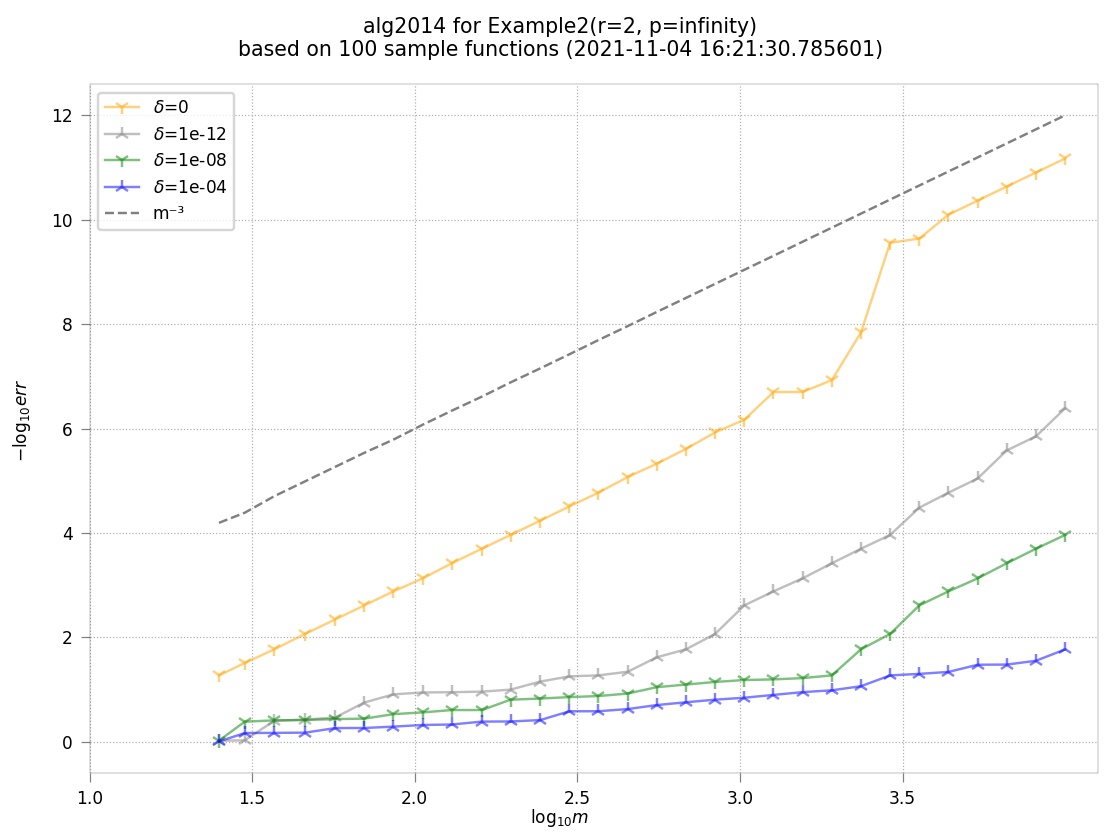 alg2014 for Example2(r=2, p=infinity)
based on 100 sample functions (2021-11-04 16:21:30.785601)
δ=0
δ=1e-12
δ=1e-08
δ=1e-04
m⁻³
12
10
8
6
4
2
0
−log₁₀err
1.0 1.5 2.0 2.5 3.0 3.5
log₁₀m